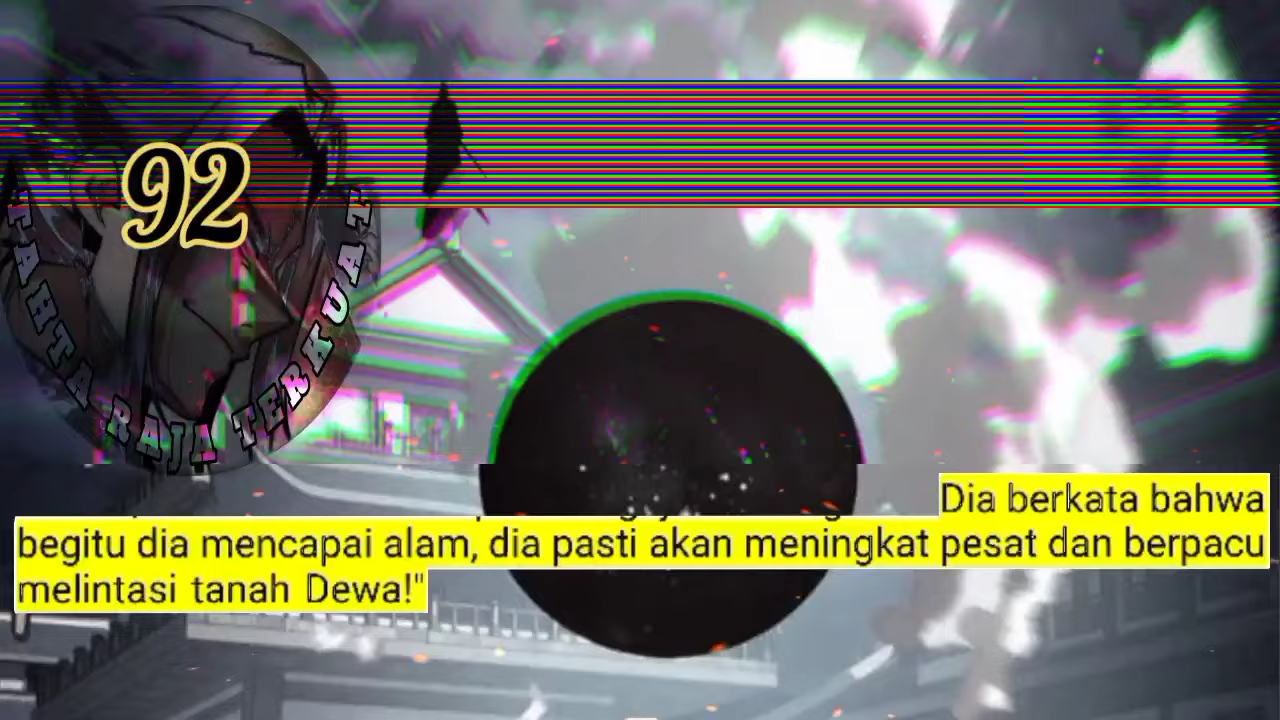 92
TAHTA RAJA TERKUAT
Dia berkata bahwa
begitu dia mencapai alam, dia pasti akan meningkat pesat dan berpacu
melintasi tanah Dewa!"